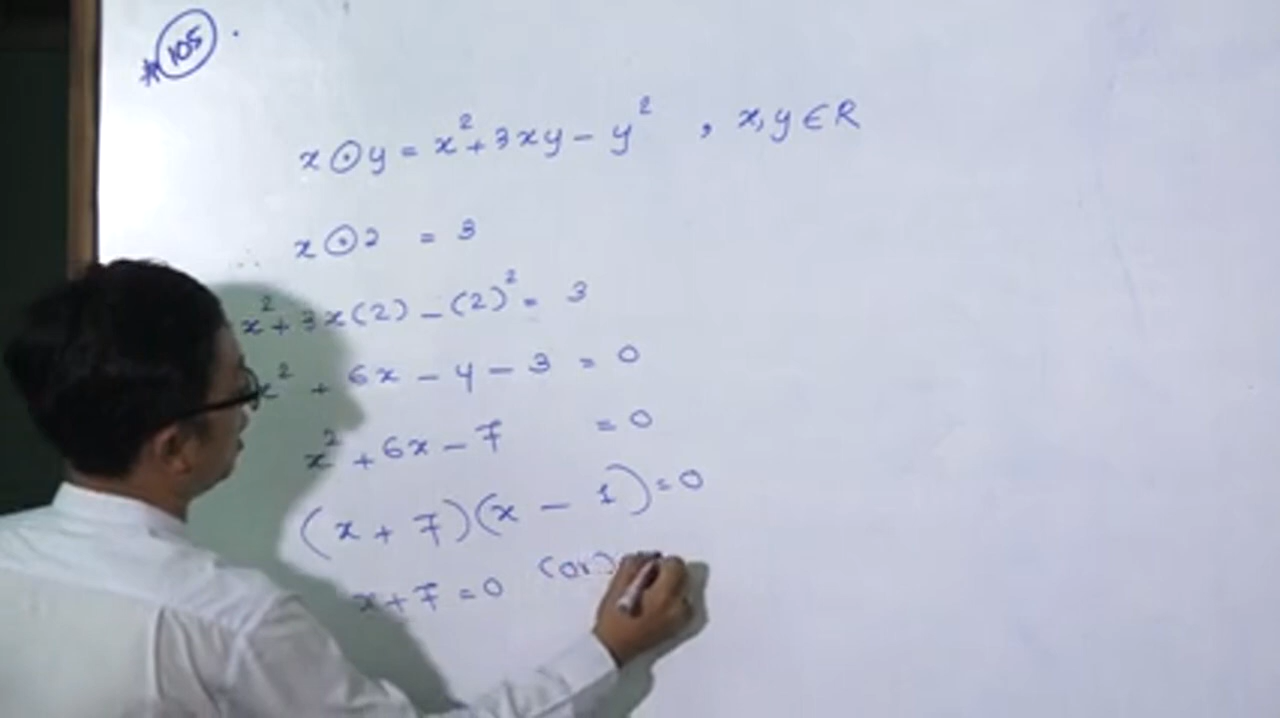 * 105 .
x ⊙ y = x² + 3xy - y² , x, y ∈ R
∴ x ⊙ 2 = 3
x² + 3x(2) - (2)² = 3
x² + 6x - 4 - 3 = 0
x² + 6x - 7 = 0
(x + 7)(x - 1) = 0
x + 7 = 0 (or)